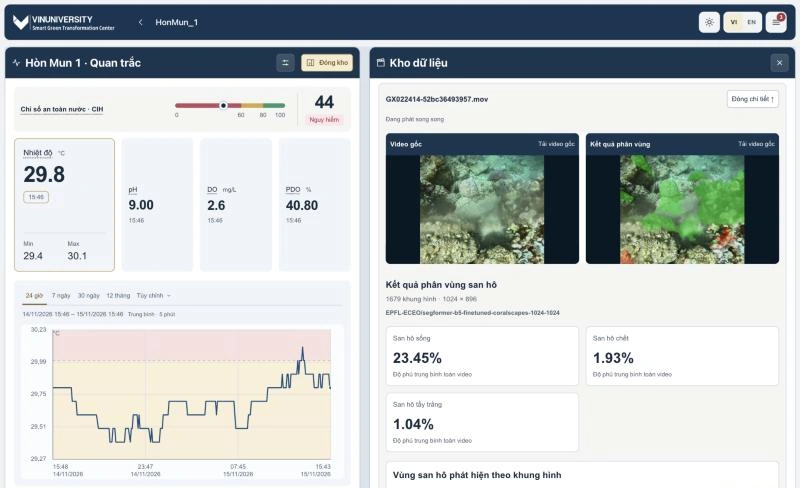 VINUNIVERSITY
Smart Green Transformation Center
HonMun_1
VI EN
3
Hòn Mun 1 · Quan trắc
Đóng kho
Chỉ số an toàn nước · CIH
0 60 80 100
44
Nguy hiểm
Nhiệt độ °C
29.8
15:46
Min Max
29.4 30.1
pH
9.00
15:46
DO mg/L
2.6
15:46
PDO %
40.80
15:46
24 giờ 7 ngày 30 ngày 12 tháng Tùy chỉnh
14/11/2026 15:46 – 15/11/2026 15:46 Trung bình · 5 phút
°C
30,23
29,99
29,75
29,51
29,27
15:48 23:47 07:45 15:43
14/11/2026 14/11/2026 15/11/2026 15/11/2026
Kho dữ liệu
GX022414-52bc36493957.mov
Đóng chi tiết ↑
Đang phát song song
Video gốc Tải video gốc
Kết quả phân vùng Tải video gốc
Kết quả phân vùng san hô
1679 khung hình · 1024 × 896
EPFL-ECEO/segformer-b5-finetuned-coralscapes-1024-1024
San hô sống
23.45%
Độ phủ trung bình toàn video
San hô chết
1.93%
Độ phủ trung bình toàn video
San hô tẩy trắng
1.04%
Độ phủ trung bình toàn video
Vùng san hô phát hiện theo khung hình